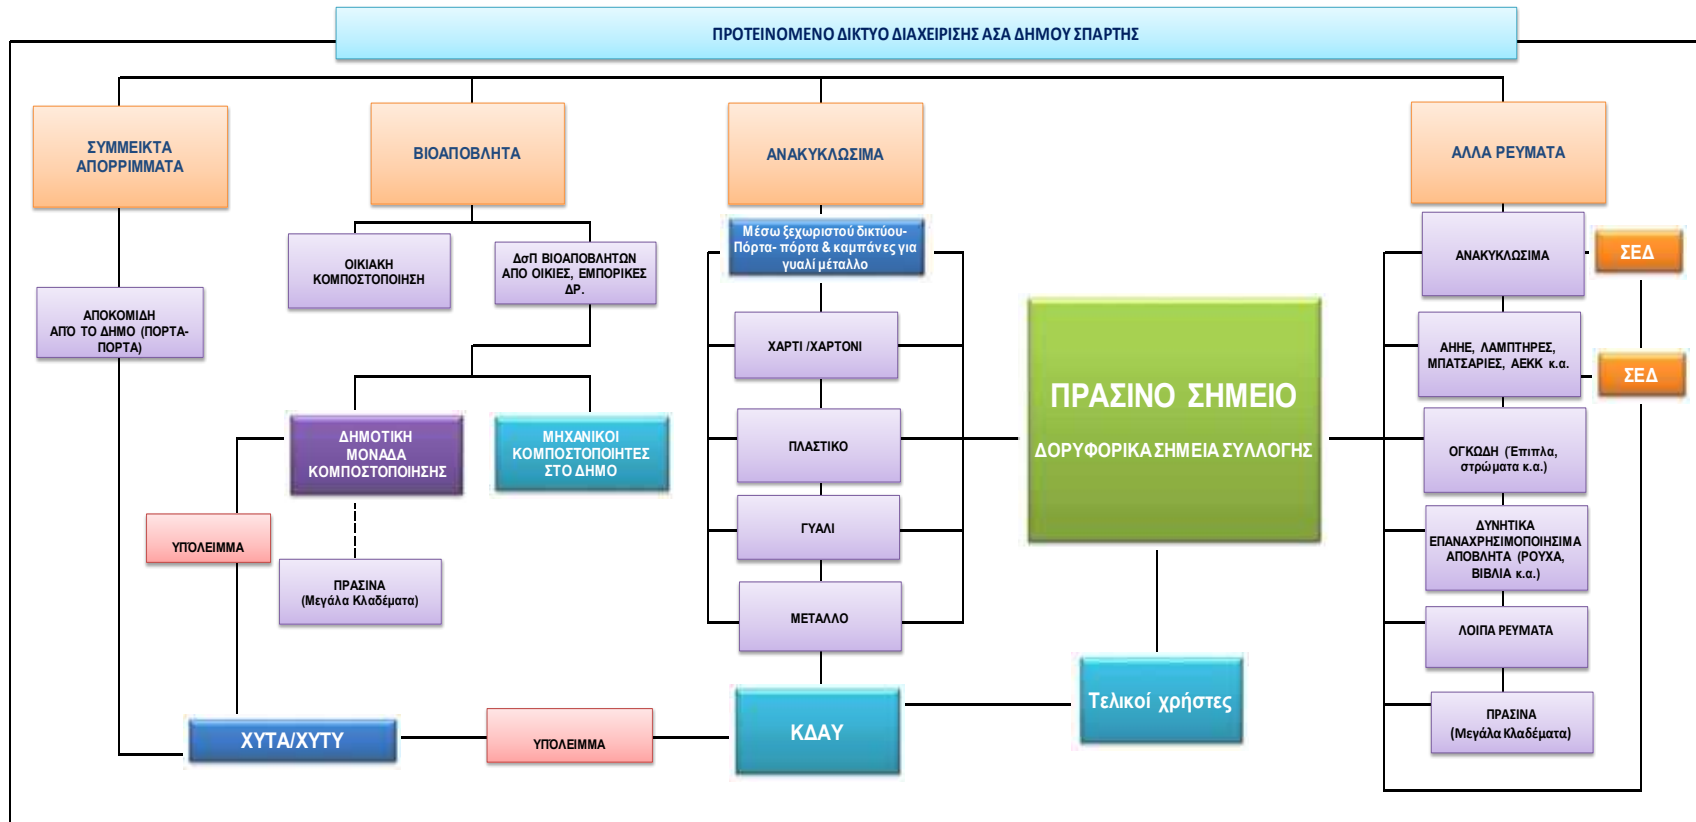 ΠΡΟΤΕΙΝΟΜΕΝΟ ΔΙΚΤΥΟ ΔΙΑΧΕΙΡΙΣΗΣ ΑΣΑ ΔΗΜΟΥ ΣΠΑΡΤΗΣ
ΣΥΜΜΕΙΚΤΑ
ΑΠΟΡΡΙΜΜΑΤΑ
ΑΠΟΚΟΜΙΔΗ
ΑΠΟ ΤΟ ΔΗΜΟ (ΠΟΡΤΑ-
ΠΟΡΤΑ)
ΒΙΟΑΠΟΒΛΗΤΑ
ΟΙΚΙΑΚΗ
ΚΟΜΠΟΣΤΟΠΟΙΗΣΗ
ΔσΠ ΒΙΟΑΠΟΒΛΗΤΩΝ
ΑΠΟ ΟΙΚΙΕΣ, ΕΜΠΟΡΙΚΕΣ
ΔΡ.
ΔΗΜΟΤΙΚΗ
ΜΟΝΑΔΑ
ΚΟΜΠΟΣΤΟΠΟΙΗΣΗΣ
ΜΗΧΑΝΙΚΟΙ
ΚΟΜΠΟΣΤΟΠΟΙΗΤΕΣ
ΣΤΟ ΔΗΜΟ
ΥΠΟΛΕΙΜΜΑ
ΠΡΑΣΙΝΑ
(Μεγάλα Κλαδέματα)
ΧΥΤΑ/ΧΥΤΥ
ΥΠΟΛΕΙΜΜΑ
ΑΝΑΚΥΚΛΩΣΙΜΑ
Μέσω ξεχωριστού δικτύου-
Πόρτα- πόρτα & καμπάνες για
γυαλί μέταλλο
ΧΑΡΤΙ /ΧΑΡΤΟΝΙ
ΠΛΑΣΤΙΚΟ
ΓΥΑΛΙ
ΜΕΤΑΛΛΟ
ΚΔΑΥ
ΠΡΑΣΙΝΟ ΣΗΜΕΙΟ
ΔΟΡΥΦΟΡΙΚΑ ΣΗΜΕΙΑ ΣΥΛΛΟΓΗΣ
Τελικοί χρήστες
ΑΛΛΑ ΡΕΥΜΑΤΑ
ΑΝΑΚΥΚΛΩΣΙΜΑ
ΣΕΔ
ΑΗΗΕ, ΛΑΜΠΤΗΡΕΣ,
ΜΠΑΤΣΑΡΙΕΣ, ΑΕΚΚ κ.α.
ΣΕΔ
ΟΓΚΩΔΗ (Έπιπλα,
στρώματα κ.α.)
ΔΥΝΗΤΙΚΑ
ΕΠΑΝΑΧΡΗΣΙΜΟΠΟΙΗΣΙΜΑ
ΑΠΟΒΛΗΤΑ (ΡΟΥΧΑ,
ΒΙΒΛΙΑ κ.α.)
ΛΟΙΠΑ ΡΕΥΜΑΤΑ
ΠΡΑΣΙΝΑ
(Μεγάλα Κλαδέματα)